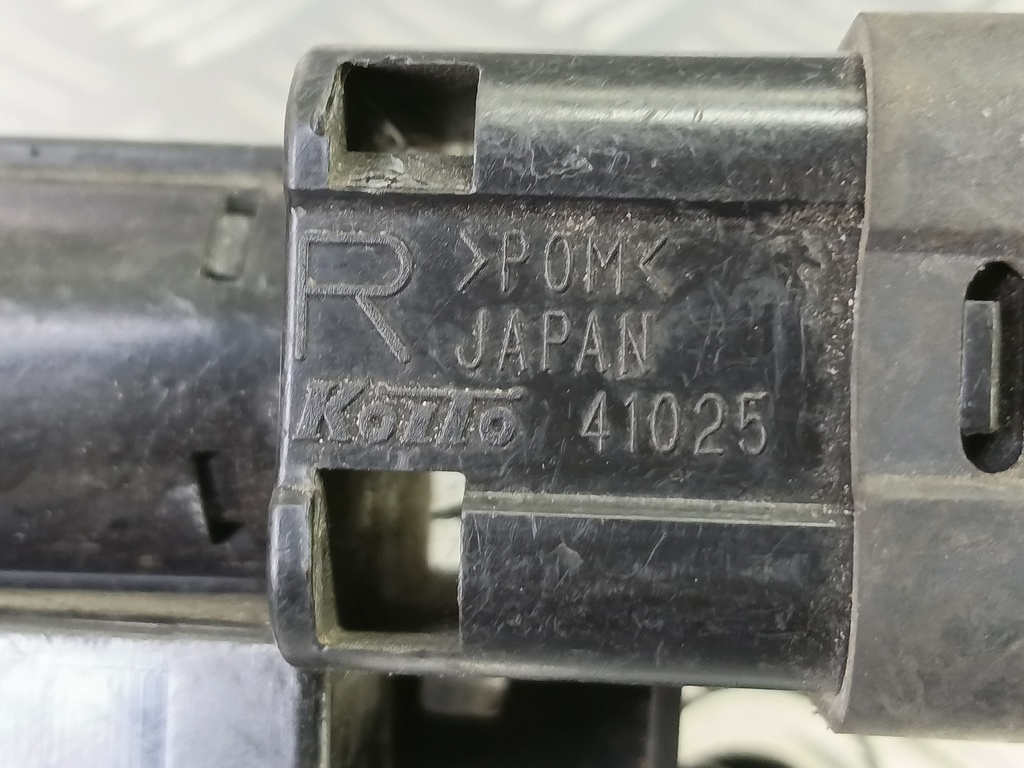 R >POM<
JAPAN
KOITO 41025